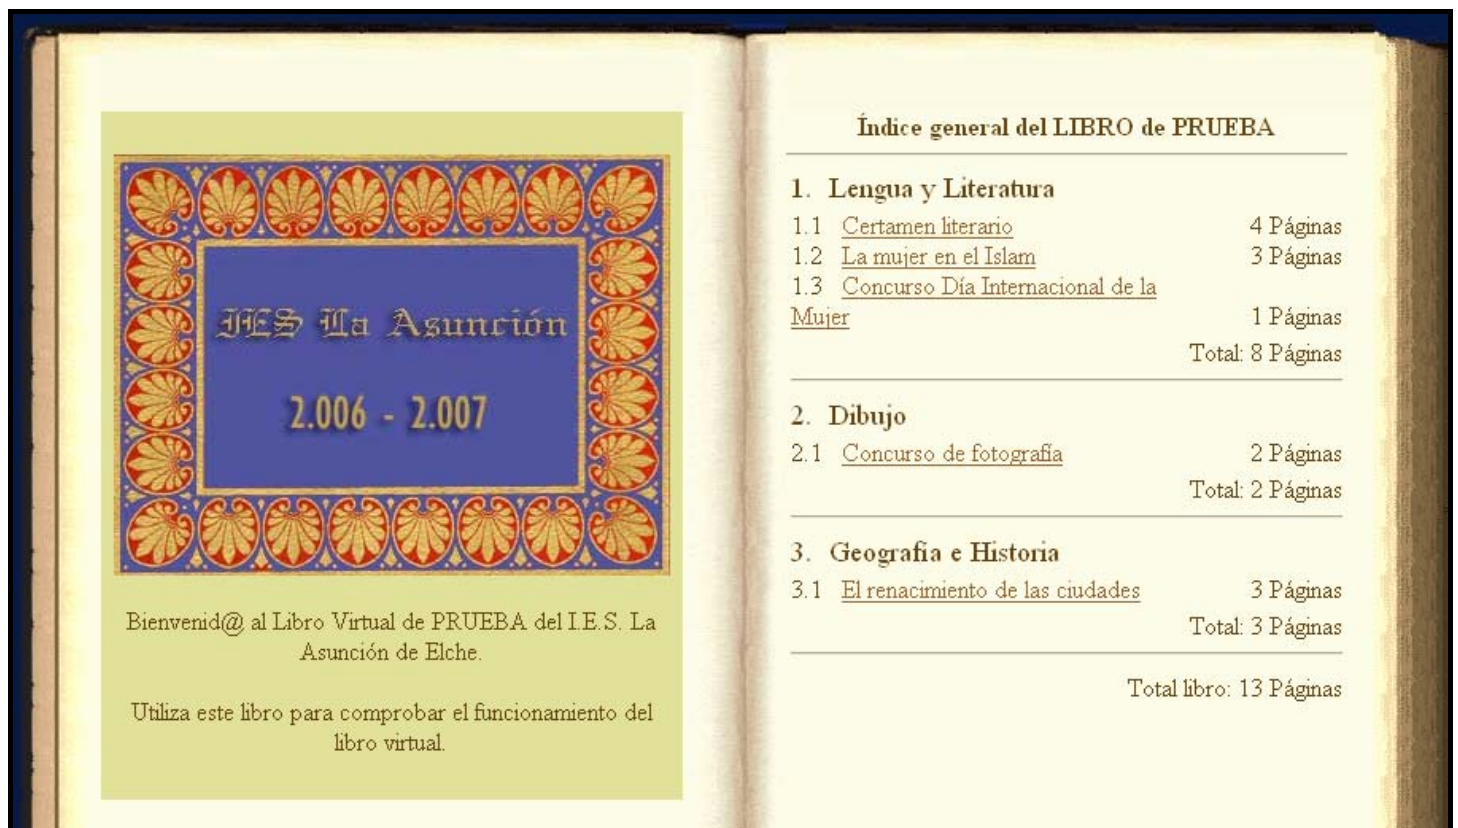 IES La Asunción
2.006 - 2.007
Bienvenid@ al Libro Virtual de PRUEBA del I.E.S. La
Asunción de Elche.
Utiliza este libro para comprobar el funcionamiento del
libro virtual.
Índice general del LIBRO de PRUEBA
1. Lengua y Literatura
1.1 Certamen literario 4 Páginas
1.2 La mujer en el Islam 3 Páginas
1.3 Concurso Día Internacional de la
Mujer 1 Páginas
Total: 8 Páginas
2. Dibujo
2.1 Concurso de fotografía 2 Páginas
Total: 2 Páginas
3. Geografía e Historia
3.1 El renacimiento de las ciudades 3 Páginas
Total: 3 Páginas
Total libro: 13 Páginas